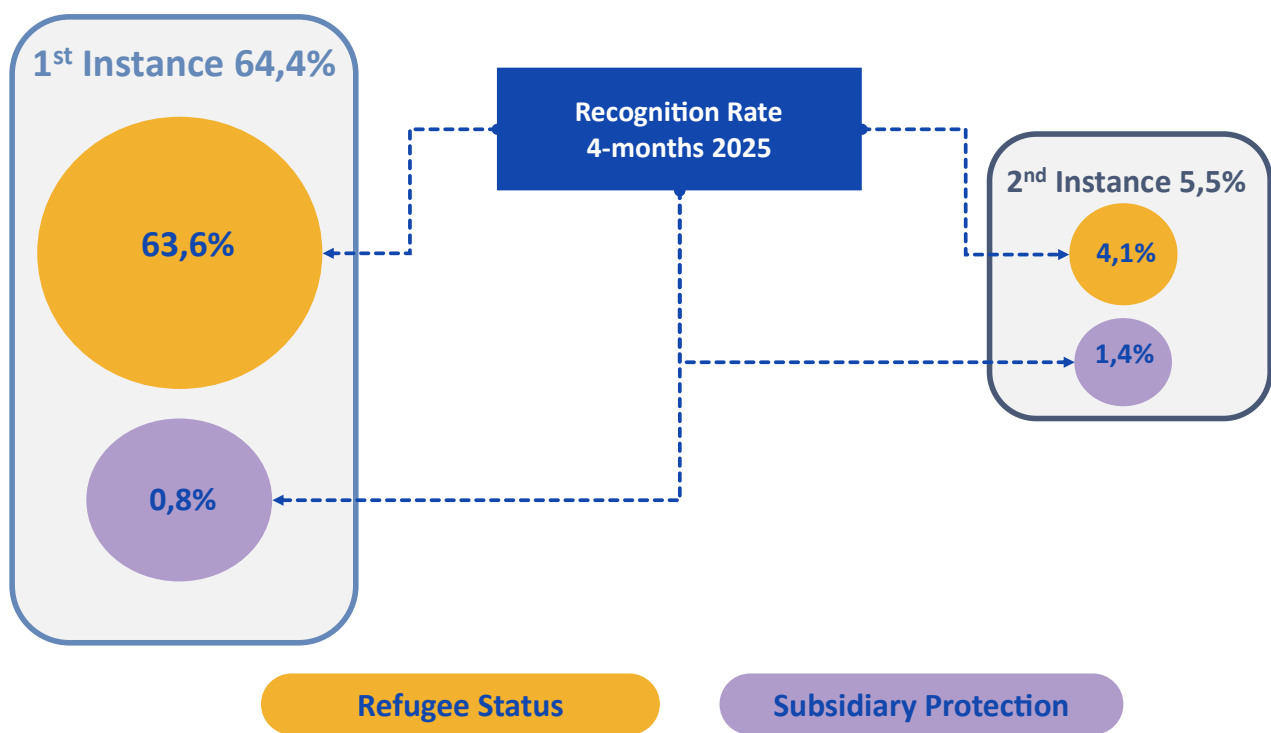 1st Instance 64,4%
63,6%
0,8%
Recognition Rate
4-months 2025
2nd Instance 5,5%
4,1%
1,4%
Refugee Status
Subsidiary Protection